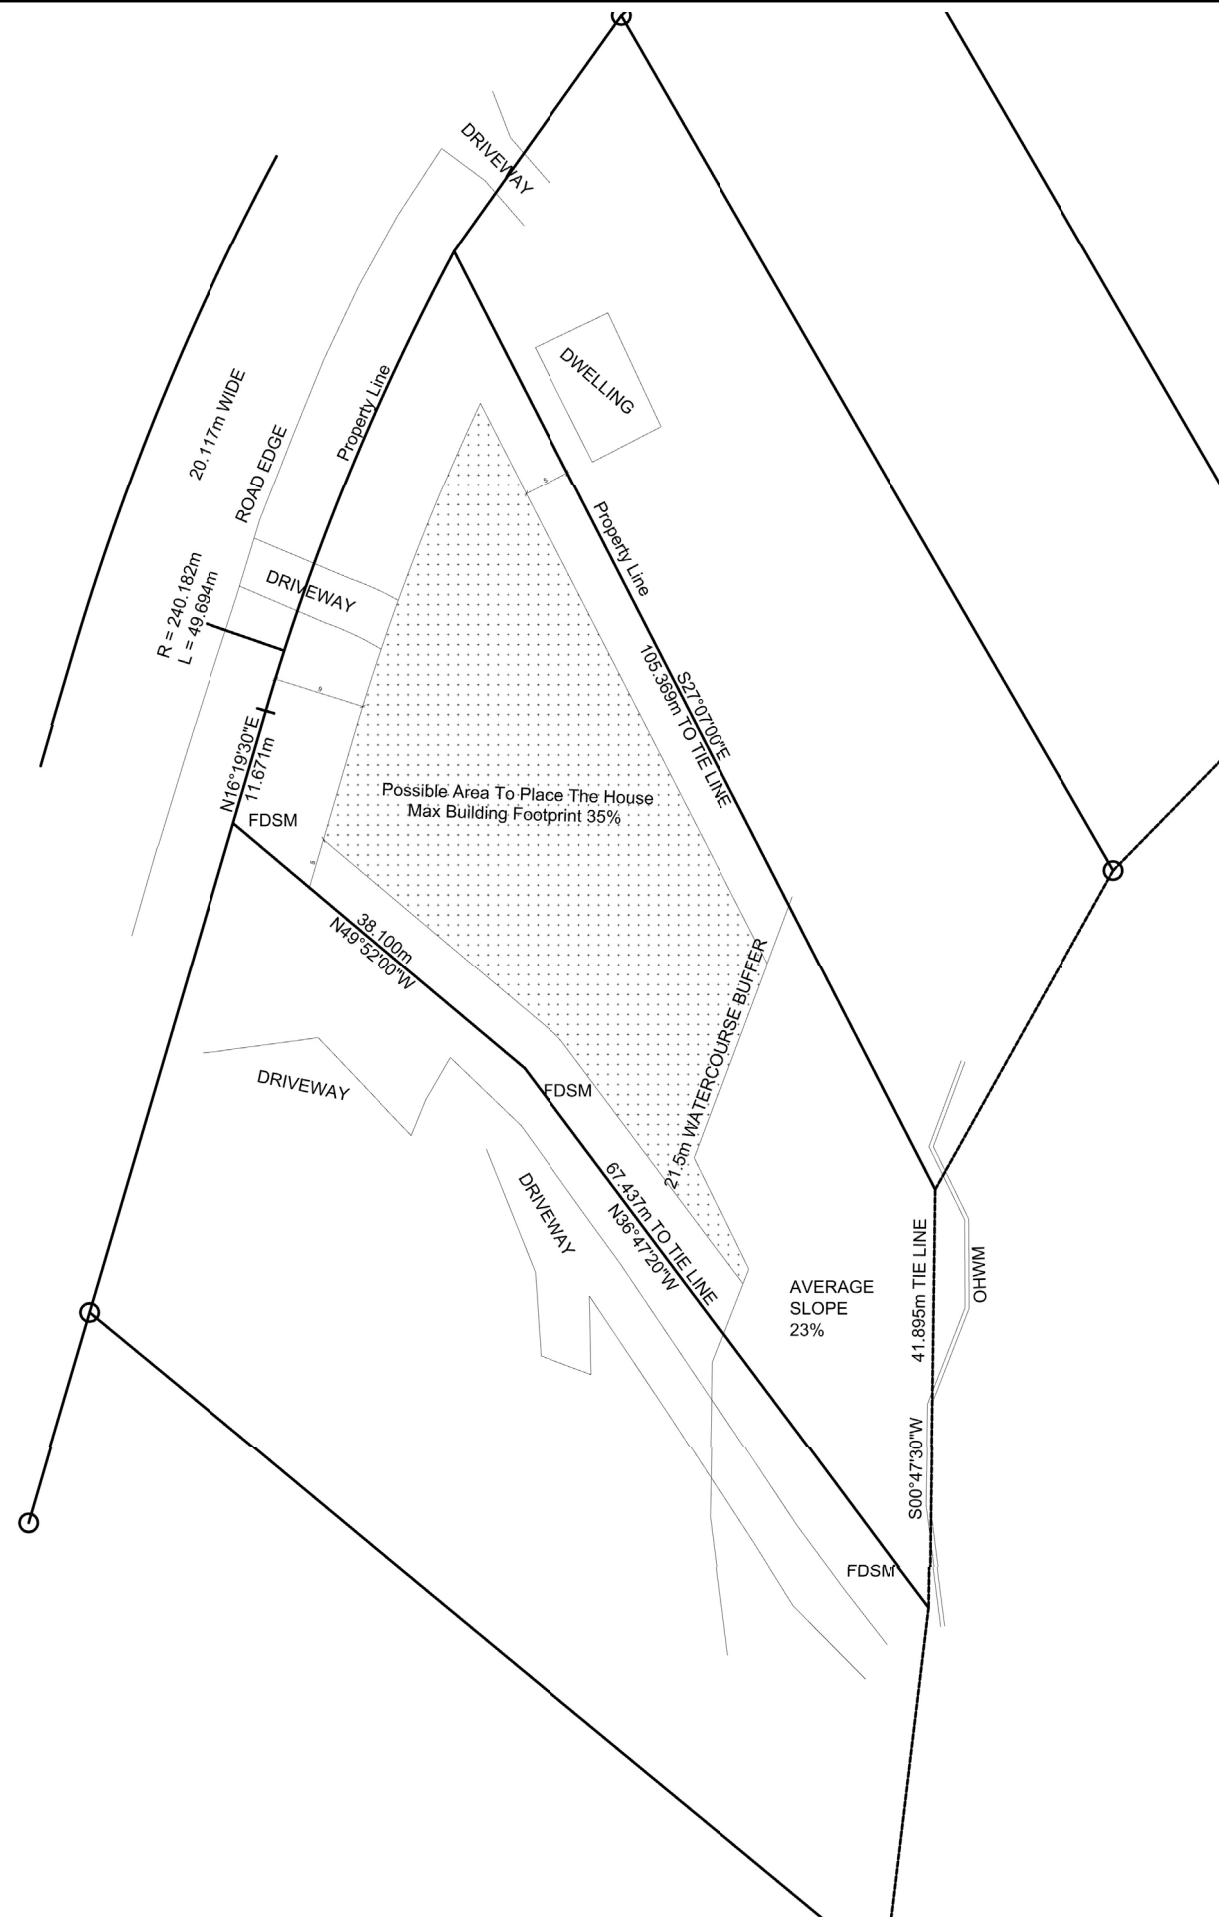 DRIVEWAY
DWELLING
20.117m WIDE
ROAD EDGE
Property Line
5
Property Line
R = 240.182m
L = 49.694m
DRIVEWAY
9
S27°07'00"E
105.369m TO TIE LINE
N16°19'30"E
11.671m
FDSM
Possible Area To Place The House
Max Building Footprint 35%
38.100m
N49°52'00"W
21.5m WATERCOURSE BUFFER
DRIVEWAY
FDSM
DRIVEWAY
67.437m TO TIE LINE
N36°47'20"W
AVERAGE
SLOPE
23%
41.895m TIE LINE
S00°47'30"W
OHWM
FDSM